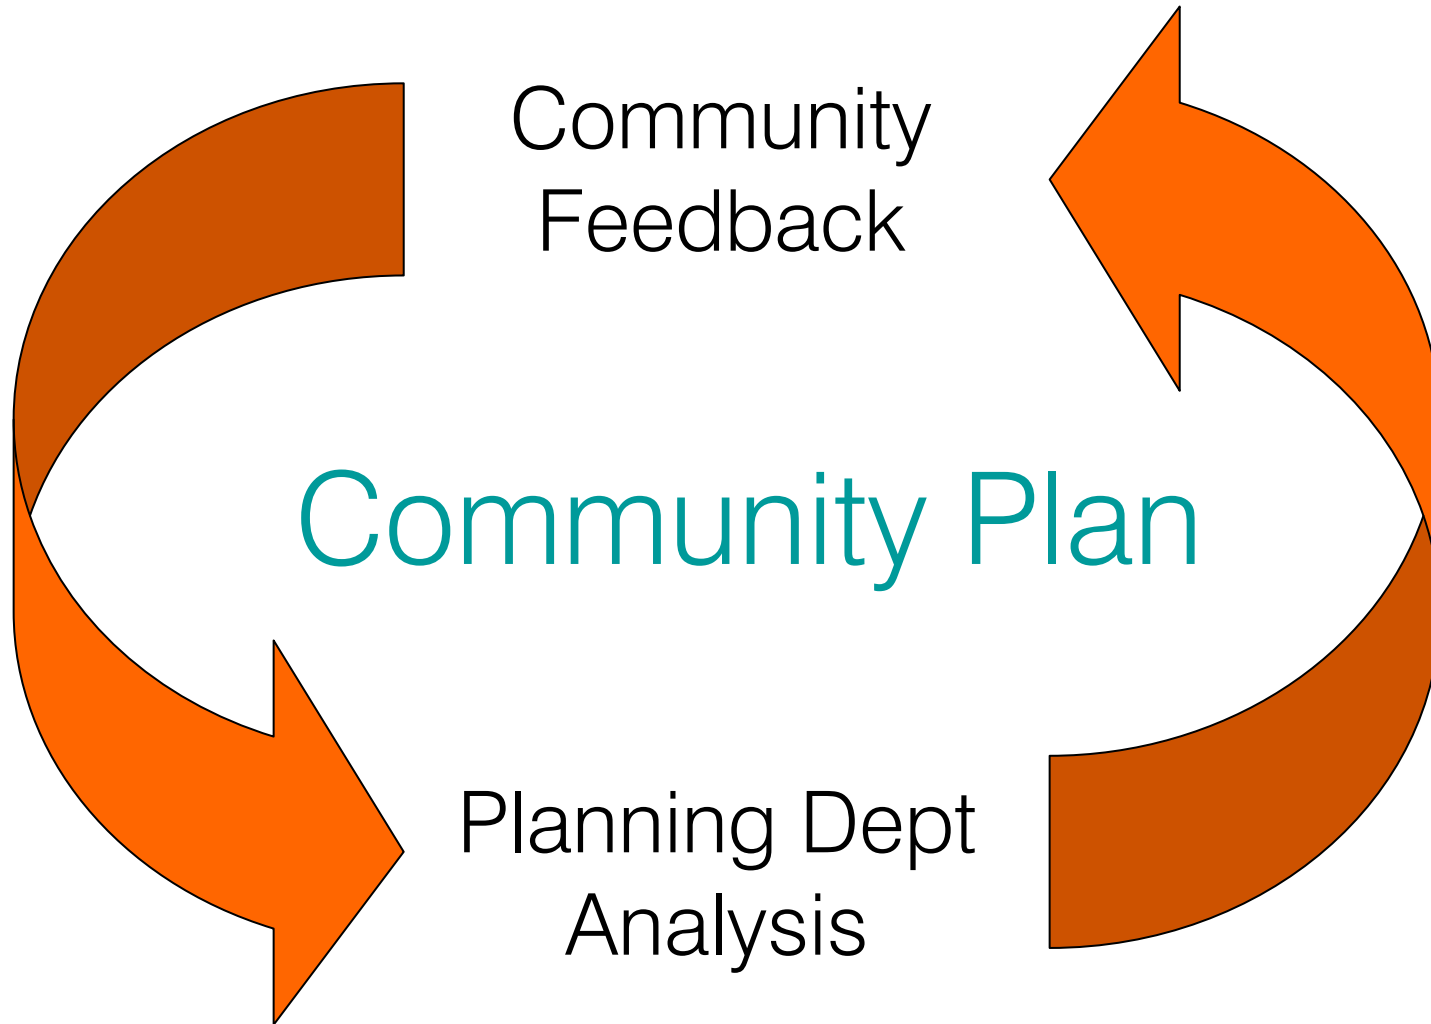 Community
Feedback
Community Plan
Planning Dept
Analysis